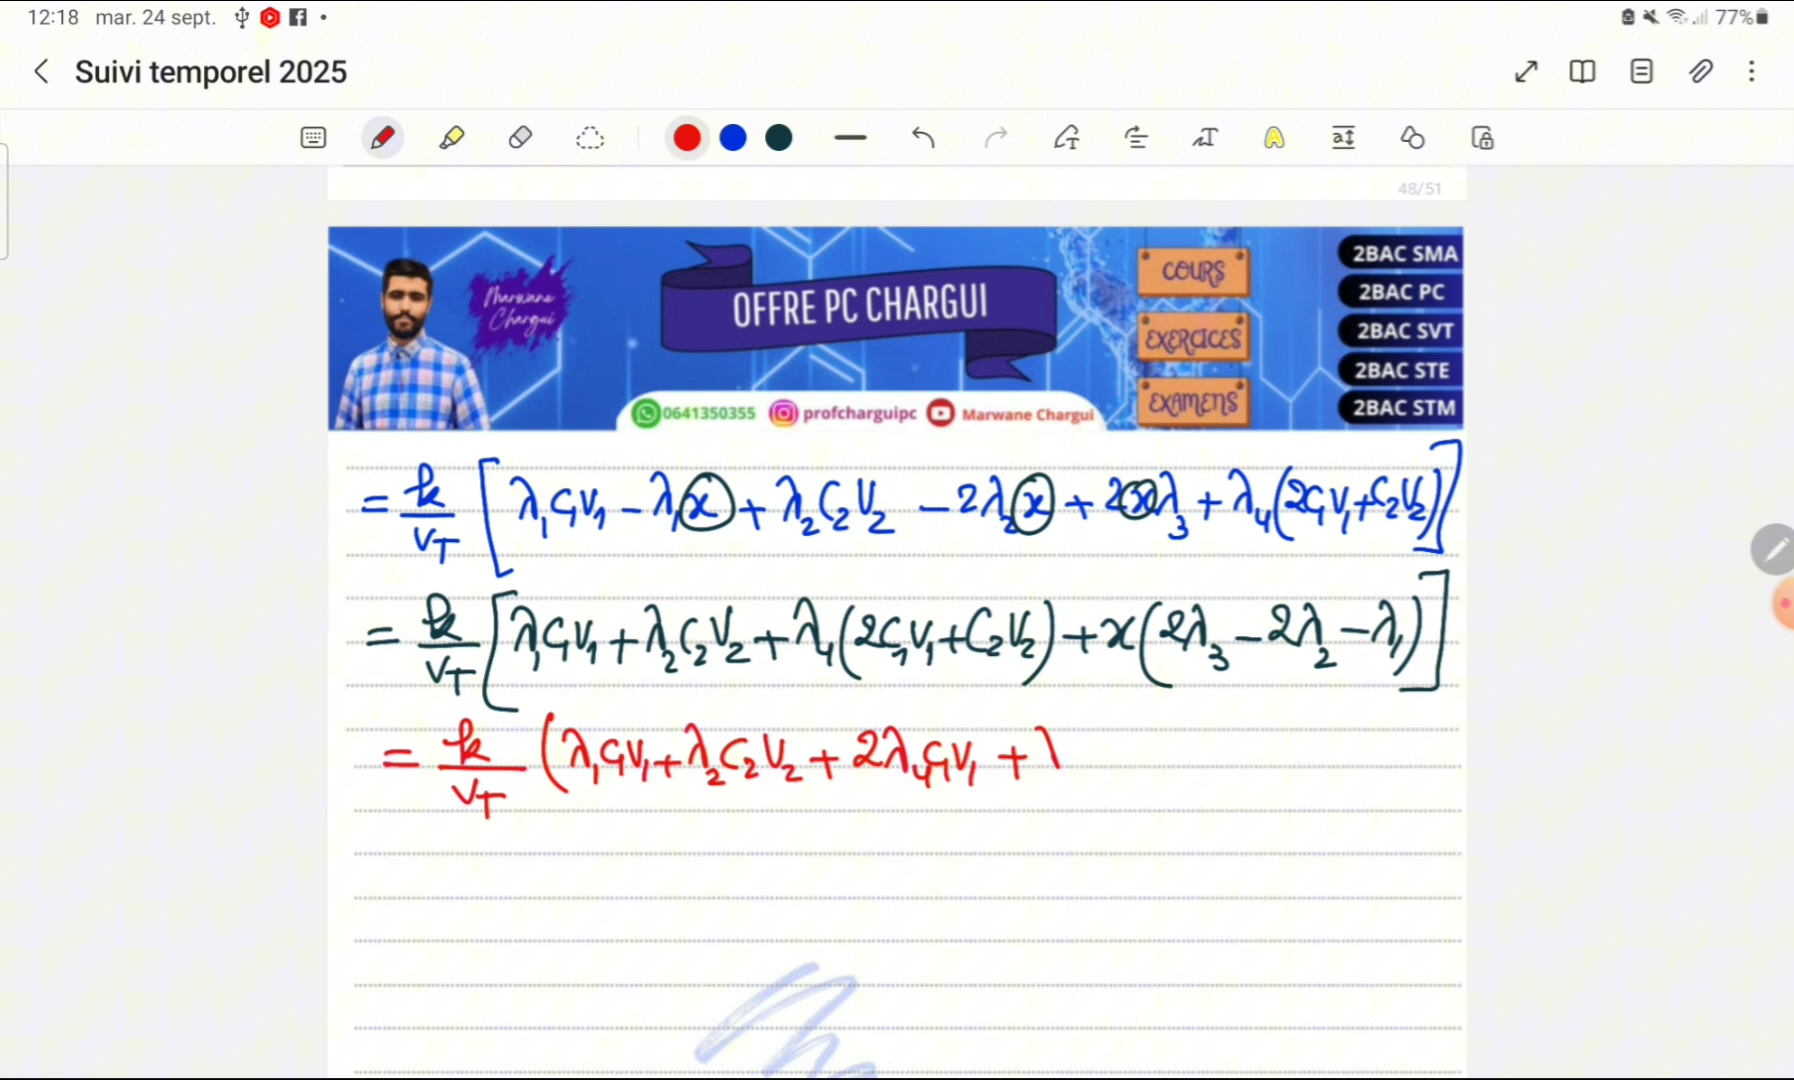 12:18 mar. 24 sept.
77%
Suivi temporel 2025
48/51
Marwane
Chargui
OFFRE PC CHARGUI
COURS
EXERCICES
EXAMENS
2BAC SMA
2BAC PC
2BAC SVT
2BAC STE
2BAC STM
0641350355 profcharguipc Marwane Chargui
= k/V_T [λ₁C₁V₁ − λ₁x + λ₂C₂V₂ − 2λ₂x + 2xλ₃ + λ₄(2C₁V₁+C₂V₂)]
= k/V_T [λ₁C₁V₁ + λ₂C₂V₂ + λ₄(2C₁V₁+C₂V₂) + x(2λ₃ − 2λ₂ − λ₁)]
= k/V_T (λ₁C₁V₁ + λ₂C₂V₂ + 2λ₄C₁V₁ + λ